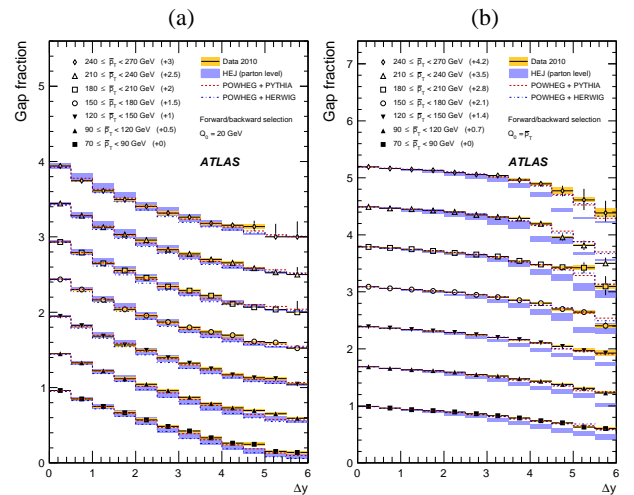 (a)
(b)
Gap fraction
240 ≤ p̄T < 270 GeV (+3)
210 ≤ p̄T < 240 GeV (+2.5)
180 ≤ p̄T < 210 GeV (+2)
150 ≤ p̄T < 180 GeV (+1.5)
120 ≤ p̄T < 150 GeV (+1)
90 ≤ p̄T < 120 GeV (+0.5)
70 ≤ p̄T < 90 GeV (+0)
Data 2010
HEJ (parton level)
POWHEG + PYTHIA
POWHEG + HERWIG
Forward/backward selection
Q0 = 20 GeV
ATLAS
5
4
3
2
1
0
0 1 2 3 4 5 6
Δy
Gap fraction
240 ≤ p̄T < 270 GeV (+4.2)
210 ≤ p̄T < 240 GeV (+3.5)
180 ≤ p̄T < 210 GeV (+2.8)
150 ≤ p̄T < 180 GeV (+2.1)
120 ≤ p̄T < 150 GeV (+1.4)
90 ≤ p̄T < 120 GeV (+0.7)
70 ≤ p̄T < 90 GeV (+0)
Data 2010
HEJ (parton level)
POWHEG + PYTHIA
POWHEG + HERWIG
Forward/backward selection
Q0 = p̄T
ATLAS
7
6
5
4
3
2
1
0
0 1 2 3 4 5 6
Δy